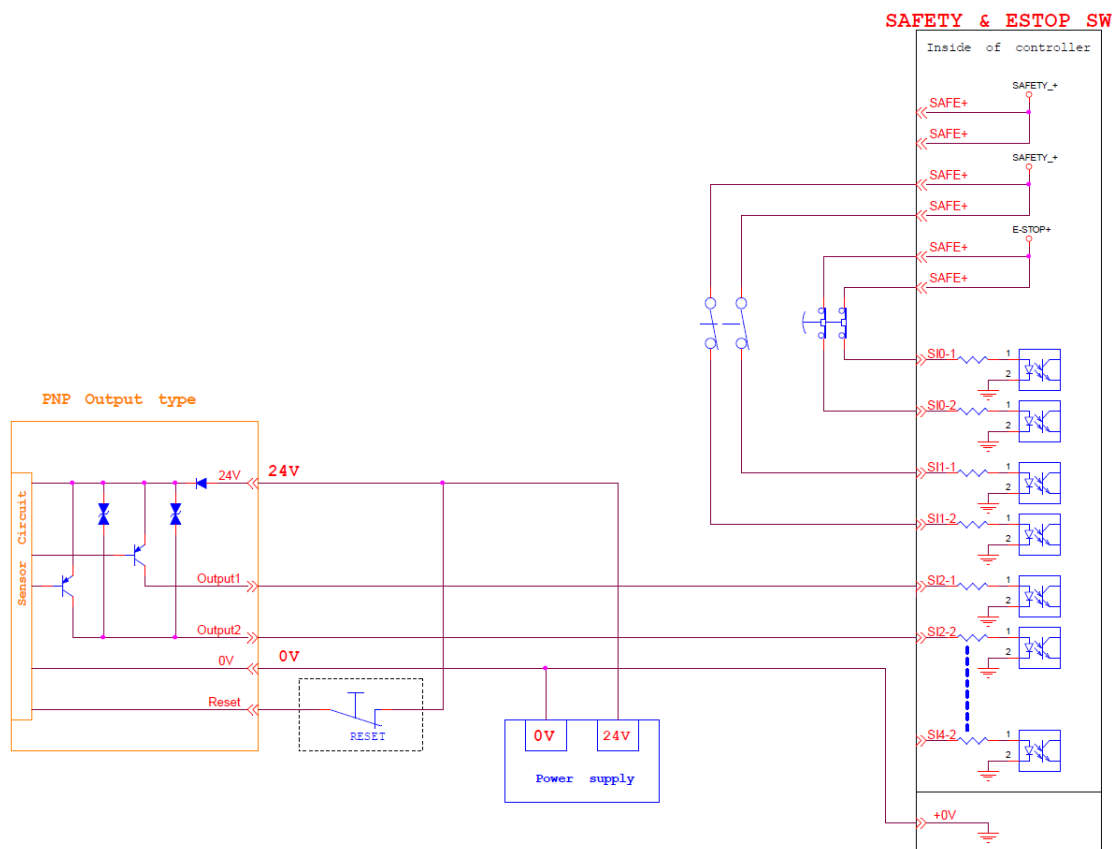 SAFETY & ESTOP SW
Inside of controller
SAFETY_+
SAFE+
SAFE+
SAFETY_+
SAFE+
SAFE+
E-STOP+
SAFE+
SAFE+
SI0-1
1
2
SI0-2
1
2
SI1-1
1
2
SI1-2
1
2
SI2-1
1
2
SI2-2
1
2
SI4-2
1
2
+0V
PNP Output type
Sensor Circuit
24V
24V
Output1
Output2
0V
0V
Reset
RESET
0V
24V
Power supply